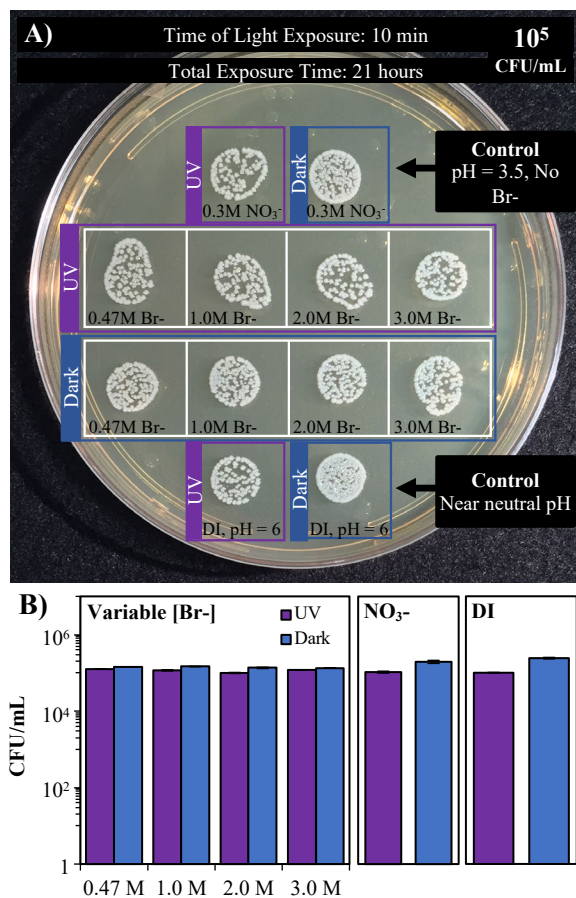 A)
Time of Light Exposure: 10 min
Total Exposure Time: 21 hours
10⁵
CFU/mL
UV
0.3M NO₃⁻
Dark
0.3M NO₃⁻
Control
pH = 3.5, No
Br-
UV
0.47M Br-
1.0M Br-
2.0M Br-
3.0M Br-
Dark
0.47M Br-
1.0M Br-
2.0M Br-
3.0M Br-
UV
DI, pH = 6
Dark
DI, pH = 6
Control
Near neutral pH
B)
Variable [Br-]
UV
Dark
NO₃-
DI
CFU/mL
10⁶
10⁴
10²
1
0.47 M
1.0 M
2.0 M
3.0 M